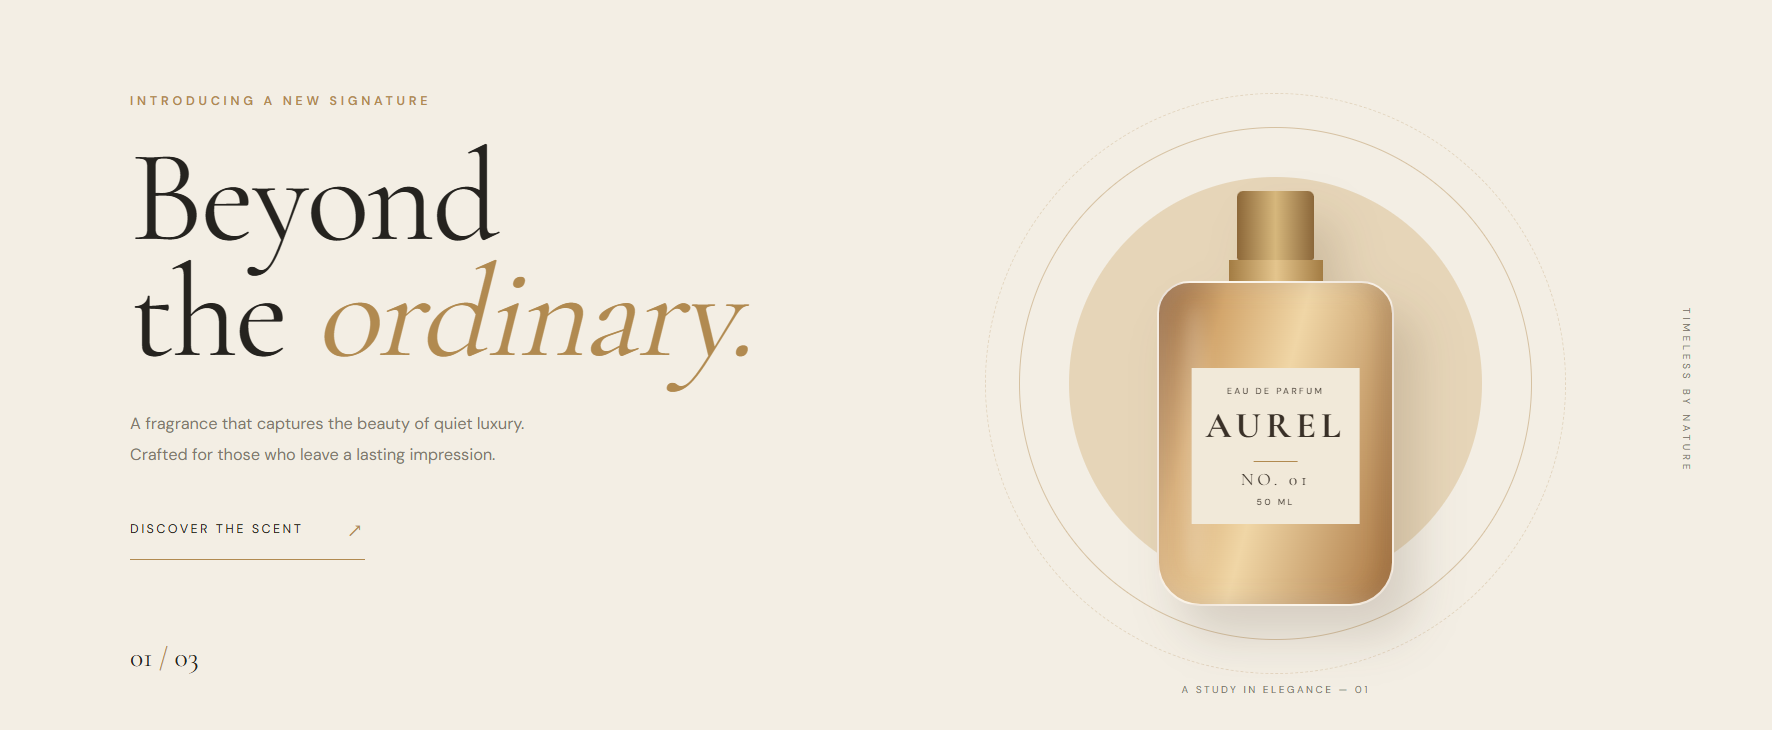 INTRODUCING A NEW SIGNATURE
Beyond
the ordinary.
A fragrance that captures the beauty of quiet luxury.
Crafted for those who leave a lasting impression.
DISCOVER THE SCENT ↗
01 / 03
EAU DE PARFUM
AUREL
NO. 01
50 ML
A STUDY IN ELEGANCE — 01
TIMELESS BY NATURE